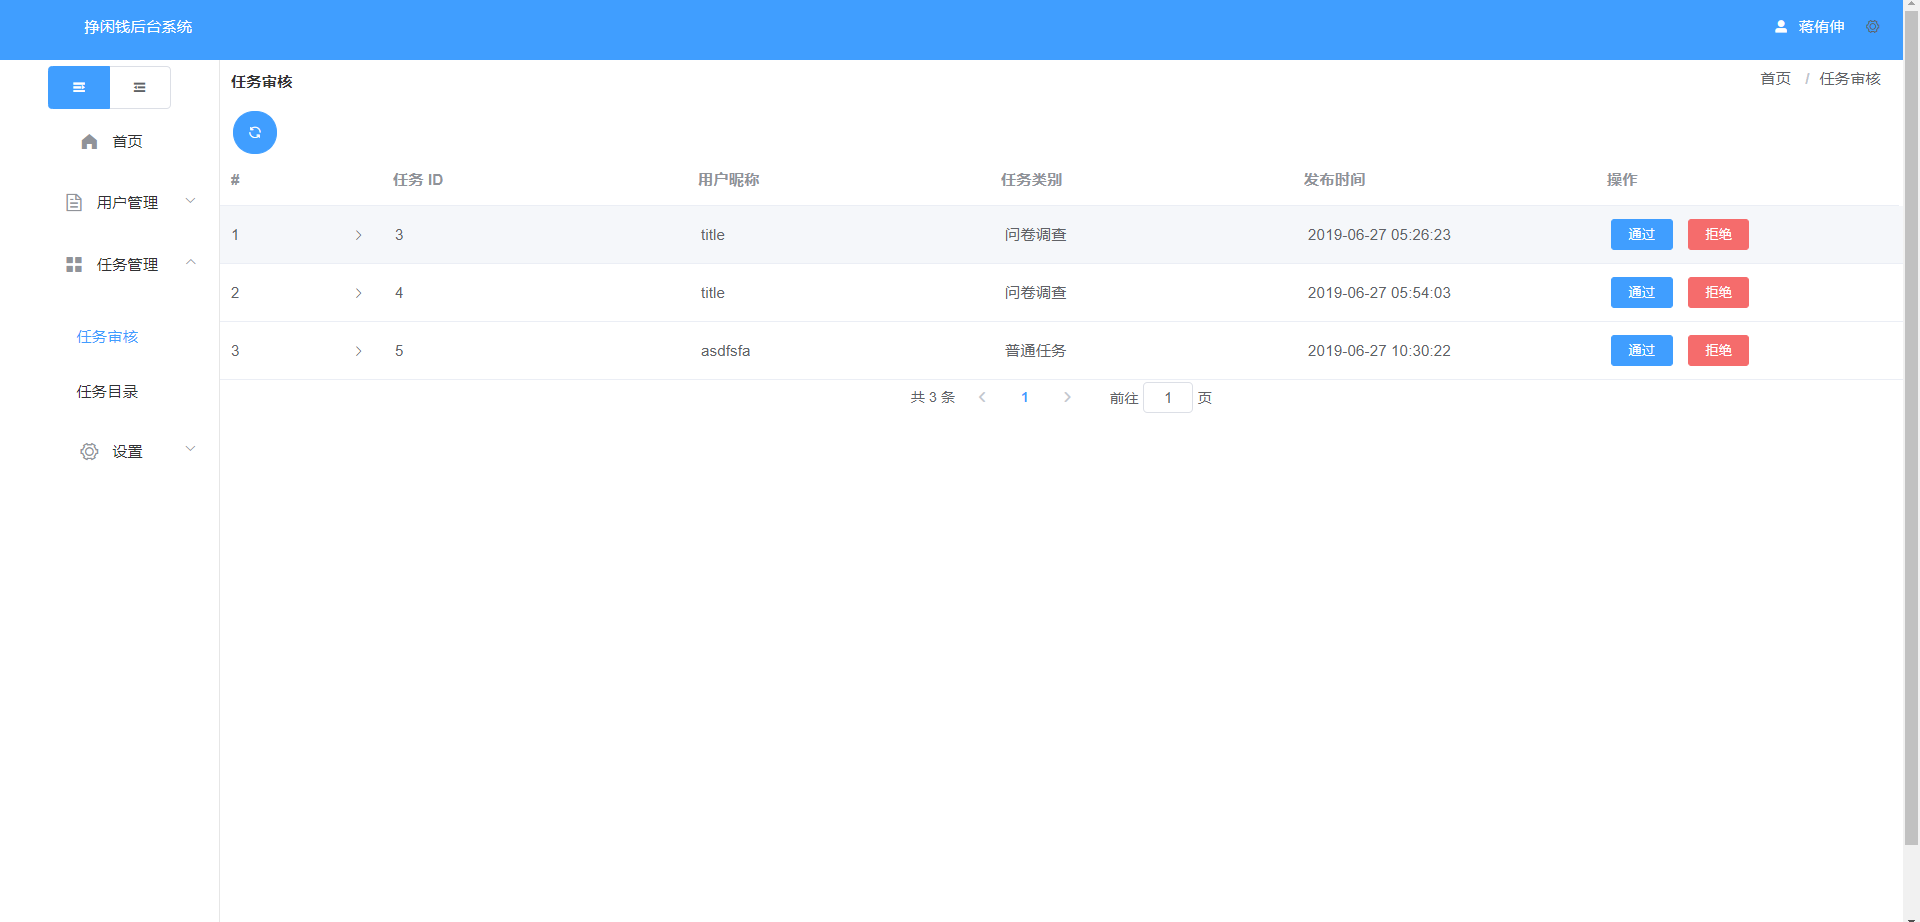 挣闲钱后台系统
蒋侑伸
任务审核
首页 / 任务审核
首页
用户管理
任务管理
任务审核
任务目录
设置
# 任务 ID 用户昵称 任务类别 发布时间 操作
1 3 title 问卷调查 2019-06-27 05:26:23 通过 拒绝
2 4 title 问卷调查 2019-06-27 05:54:03 通过 拒绝
3 5 asdfsfa 普通任务 2019-06-27 10:30:22 通过 拒绝
共 3 条 1 前往 1 页